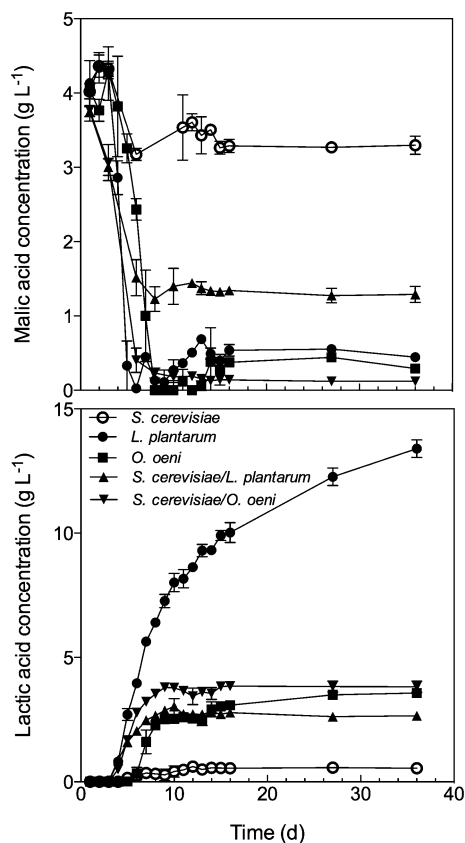 5
4
3
2
1
0
Malic acid concentration (g L⁻¹)
15
10
5
0
Lactic acid concentration (g L⁻¹)
S. cerevisiae
L. plantarum
O. oeni
S. cerevisiae/L. plantarum
S. cerevisiae/O. oeni
0 10 20 30 40
Time (d)